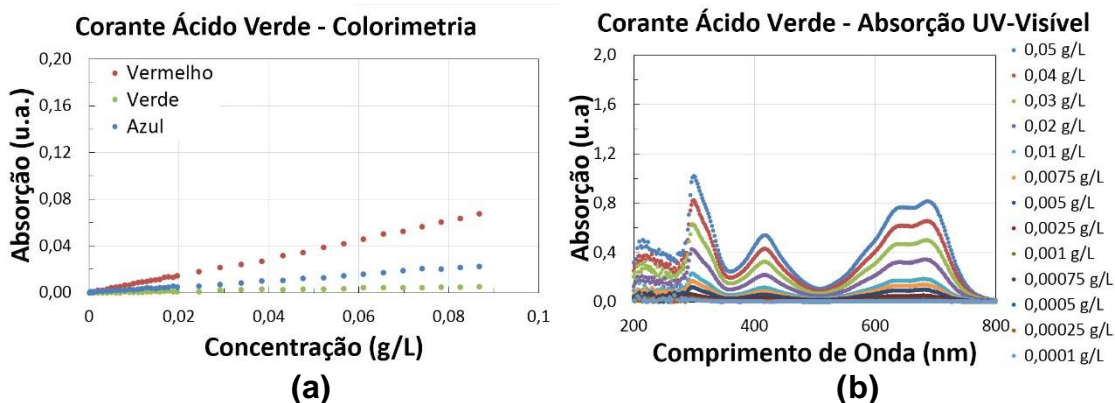 Corante Ácido Verde - Colorimetria
Absorção (u.a.)
0,20
0,16
0,12
0,08
0,04
0,00
Vermelho
Verde
Azul
0
0,02
0,04
0,06
0,08
0,1
Concentração (g/L)
(a)
Corante Ácido Verde - Absorção UV-Visível
Absorção (u.a)
2,0
1,6
1,2
0,8
0,4
0,0
200
400
600
800
Comprimento de Onda (nm)
0,05 g/L
0,04 g/L
0,03 g/L
0,02 g/L
0,01 g/L
0,0075 g/L
0,005 g/L
0,0025 g/L
0,001 g/L
0,00075 g/L
0,0005 g/L
0,00025 g/L
0,0001 g/L
(b)